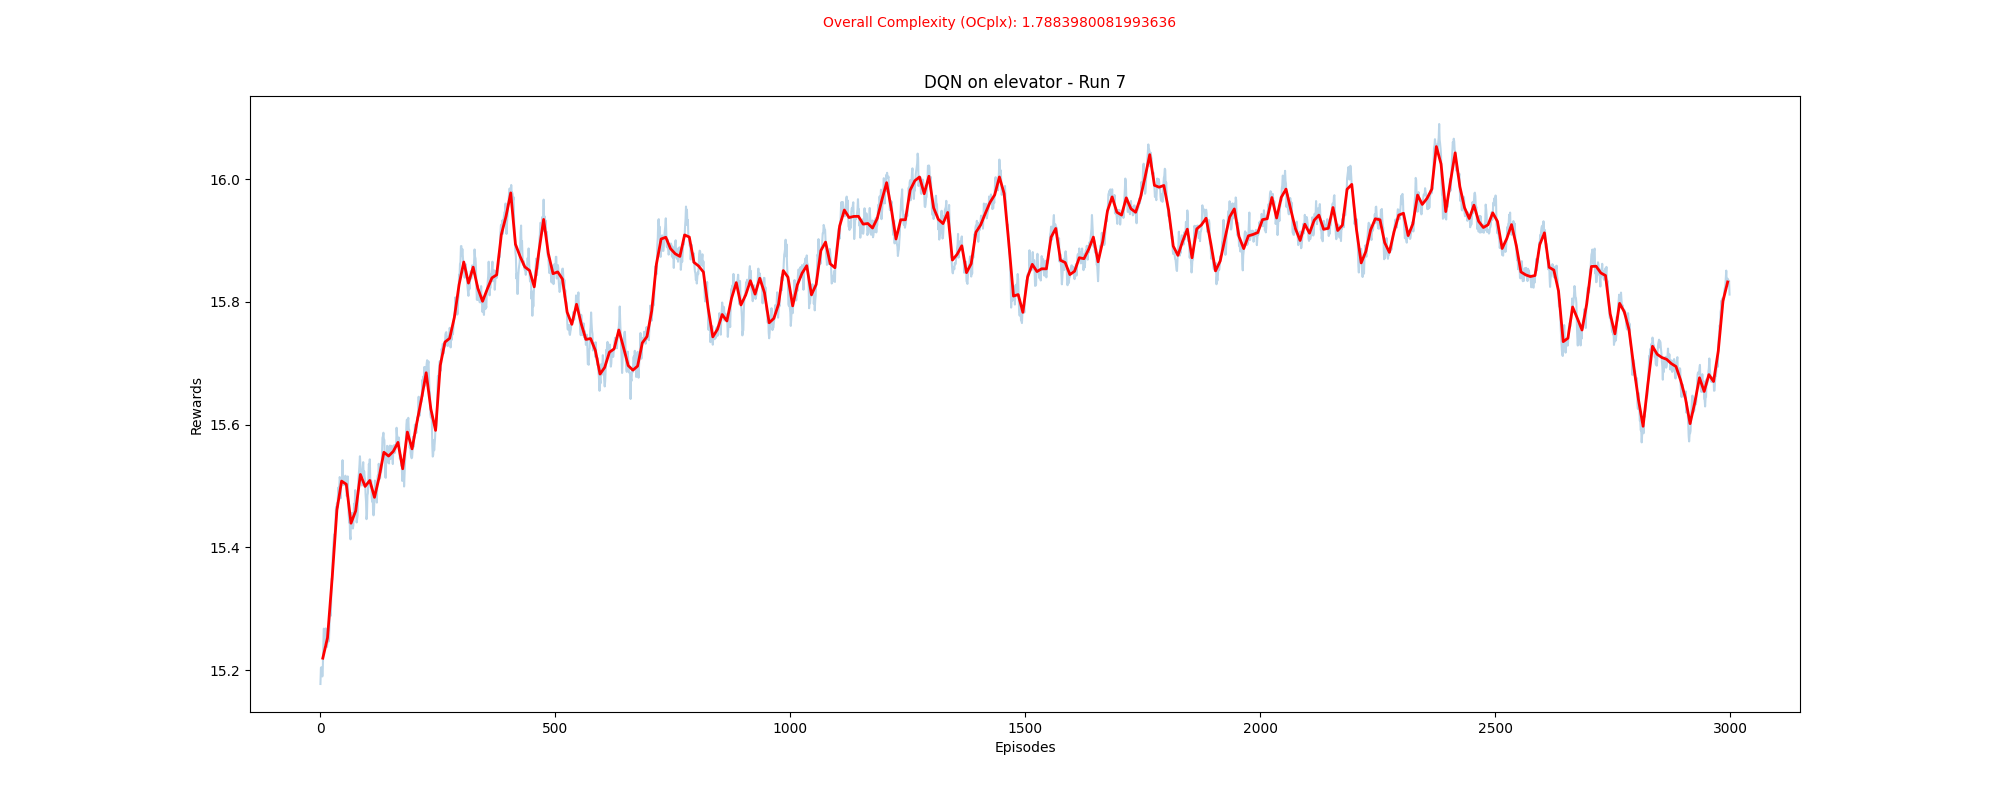 Overall Complexity (OCplx): 1.7883980081993636
DQN on elevator - Run 7
Rewards
16.0
15.8
15.6
15.4
15.2
0 500 1000 1500 2000 2500 3000
Episodes